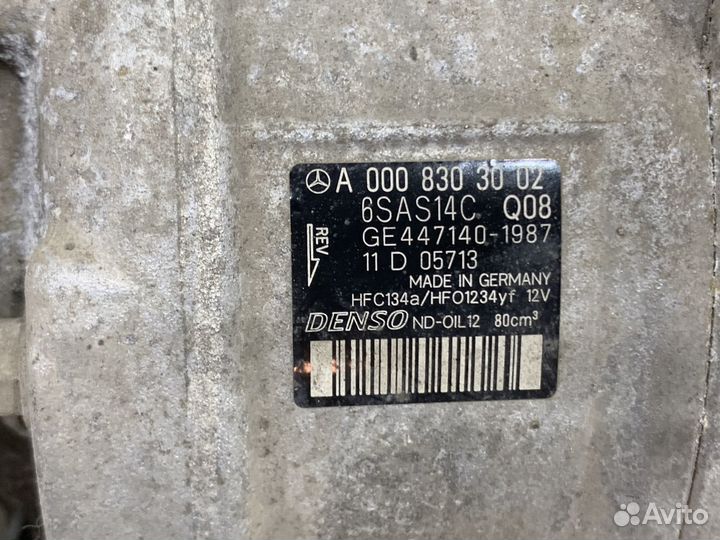 A 000 830 30 02
6SAS14C Q08
GE447140-1987
REV
11 D 05713
MADE IN GERMANY
HFC134a/HFO1234yf 12V
DENSO ND-OIL12 80cm³
Avito